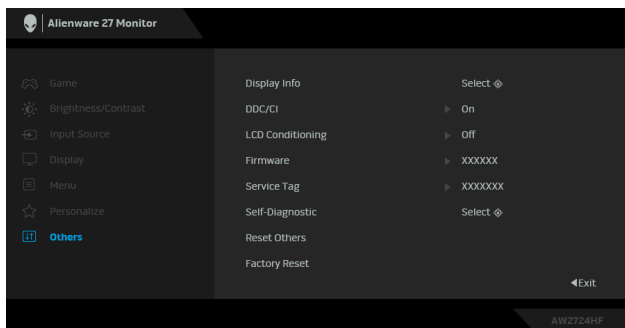 Alienware 27 Monitor
Game
Brightness/Contrast
Input Source
Display
Menu
Personalize
Others
Display Info Select
DDC/CI On
LCD Conditioning Off
Firmware XXXXXX
Service Tag XXXXXXX
Self-Diagnostic Select
Reset Others
Factory Reset
Exit
AW2724HF